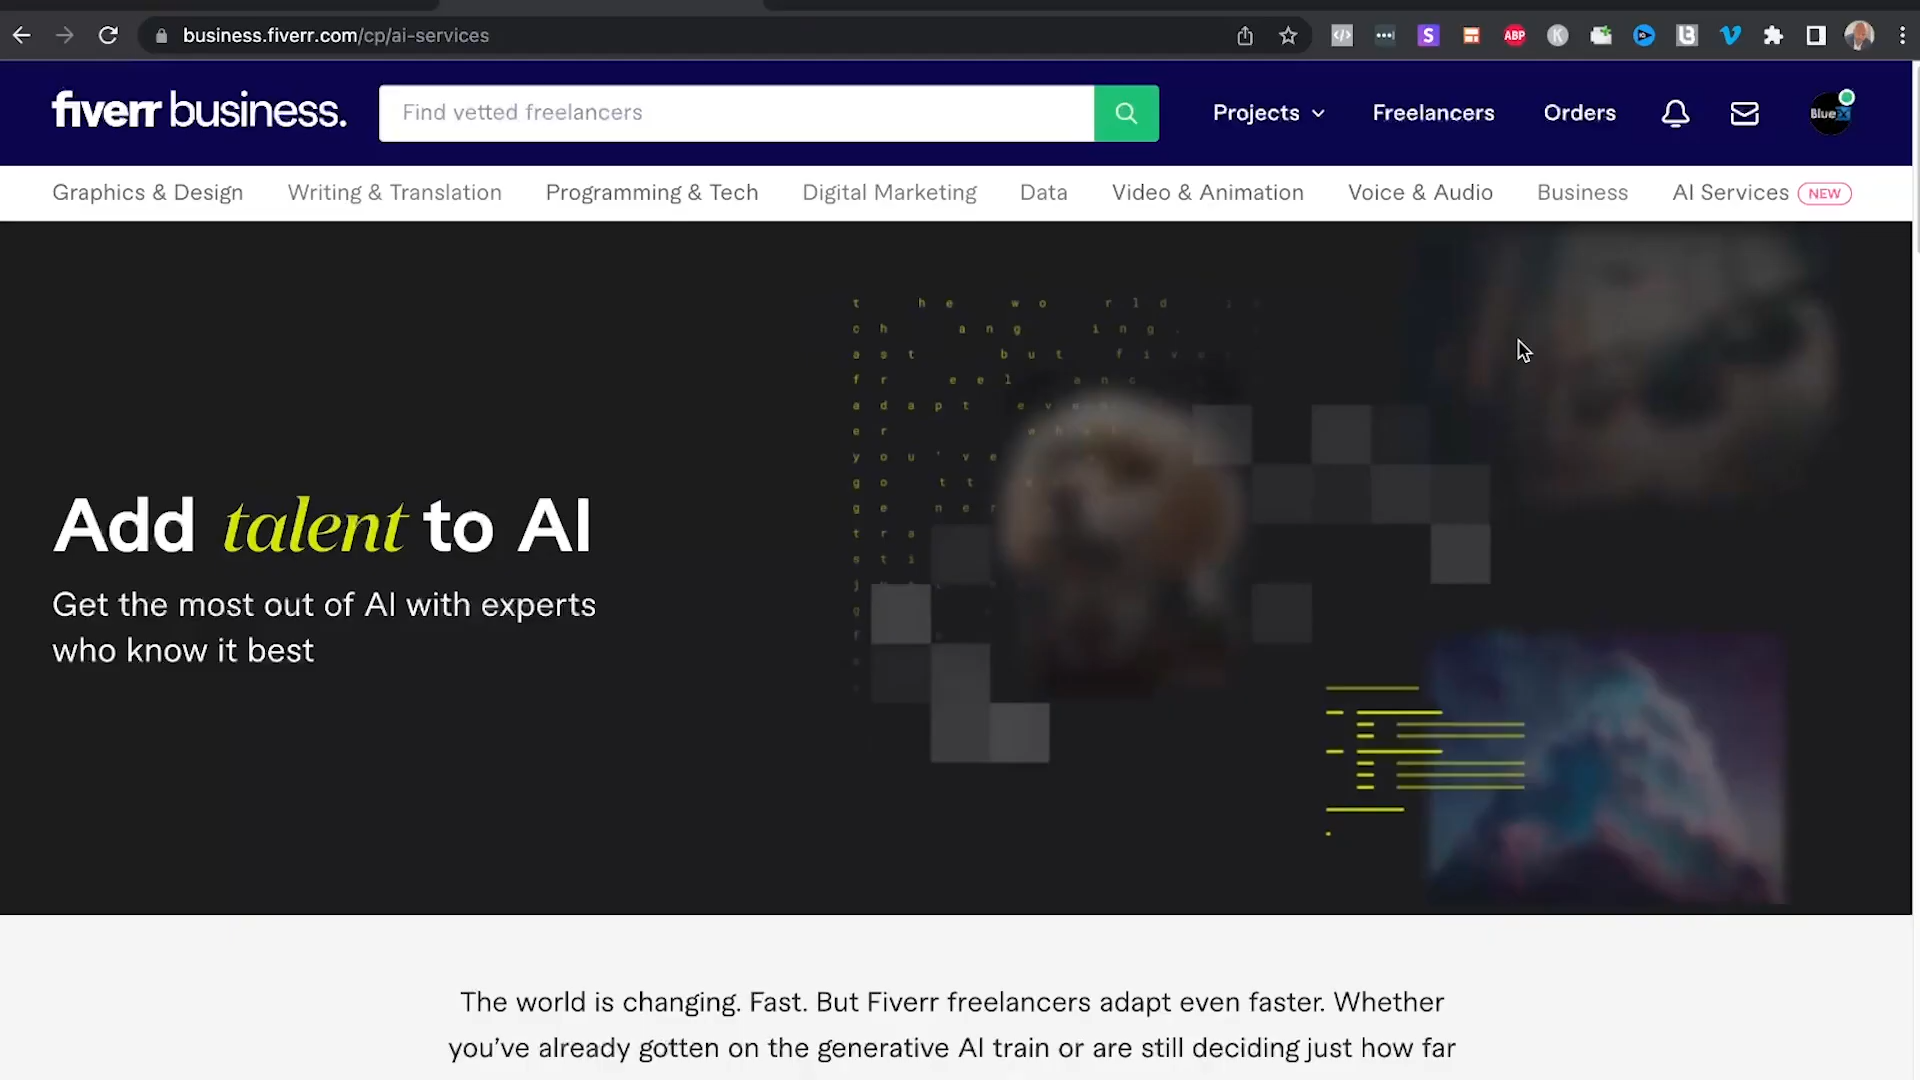 business.fiverr.com/cp/ai-services
ABP
fiverr business.
Find vetted freelancers
Projects
Freelancers
Orders
Graphics & Design
Writing & Translation
Programming & Tech
Digital Marketing
Data
Video & Animation
Voice & Audio
Business
AI Services NEW
t h e w o r l d
c h a n g i n g .
a s t b u t f i v e
f r e e l a n c
a d a p t e v e
e r w h
y o u ' v e
g o t t
g e n e r
t r a
s t i
Add talent to AI
Get the most out of AI with experts
who know it best
The world is changing. Fast. But Fiverr freelancers adapt even faster. Whether
you’ve already gotten on the generative AI train or are still deciding just how far